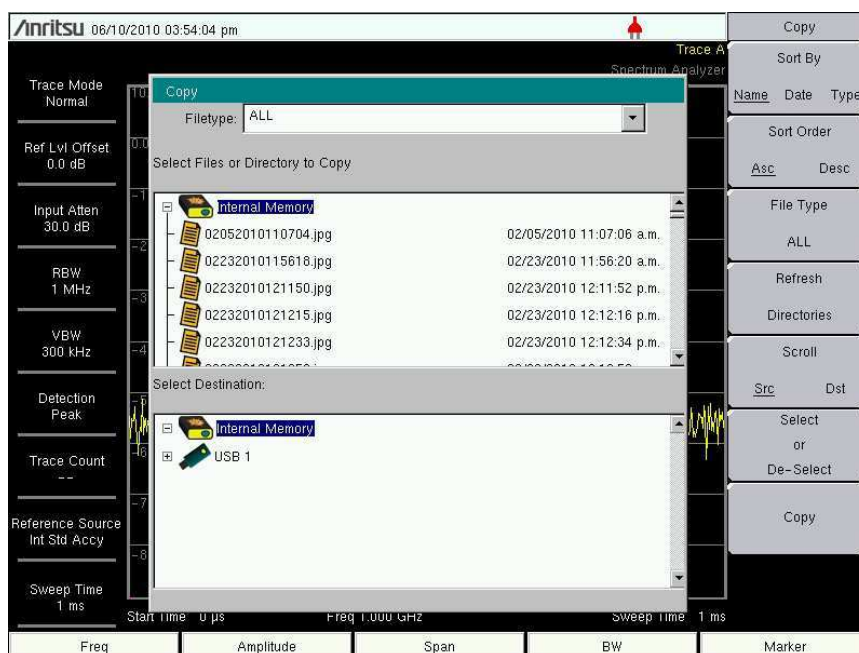 Anritsu 06/10/2010 03:54:04 pm
Trace A
Spectrum Analyzer
Trace Mode
Normal
Ref Lvl Offset
0.0 dB
Input Atten
30.0 dB
RBW
1 MHz
VBW
300 kHz
Detection
Peak
Trace Count
--
Reference Source
Int Std Accy
Sweep Time
1 ms
Copy
Filetype: ALL
Select Files or Directory to Copy
Internal Memory
02052010110704.jpg 02/05/2010 11:07:06 a.m.
02232010115618.jpg 02/23/2010 11:56:20 a.m.
02232010121150.jpg 02/23/2010 12:11:52 p.m.
02232010121215.jpg 02/23/2010 12:12:16 p.m.
02232010121233.jpg 02/23/2010 12:12:34 p.m.
Select Destination:
Internal Memory
USB 1
Start Time 0 µs Freq 1.000 GHz Sweep Time 1 ms
Copy
Sort By
Name Date Type
Sort Order
Asc Desc
File Type
ALL
Refresh
Directories
Scroll
Src Dst
Select
or
De-Select
Copy
Freq Amplitude Span BW Marker